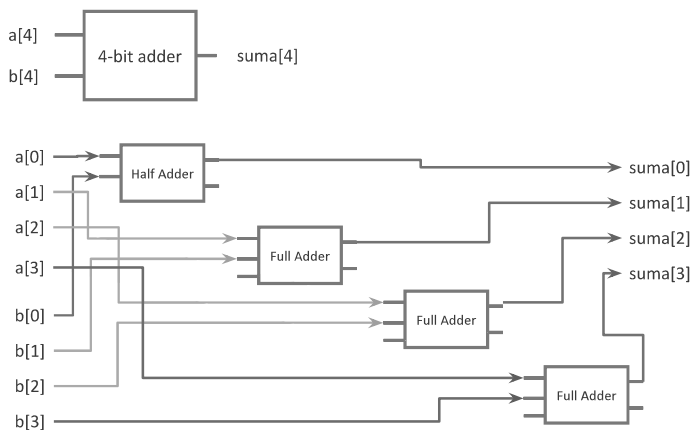 a[4]
4-bit adder
suma[4]
b[4]
a[0]
Half Adder
suma[0]
a[1]
suma[1]
a[2]
suma[2]
Full Adder
a[3]
suma[3]
b[0]
Full Adder
b[1]
b[2]
Full Adder
b[3]